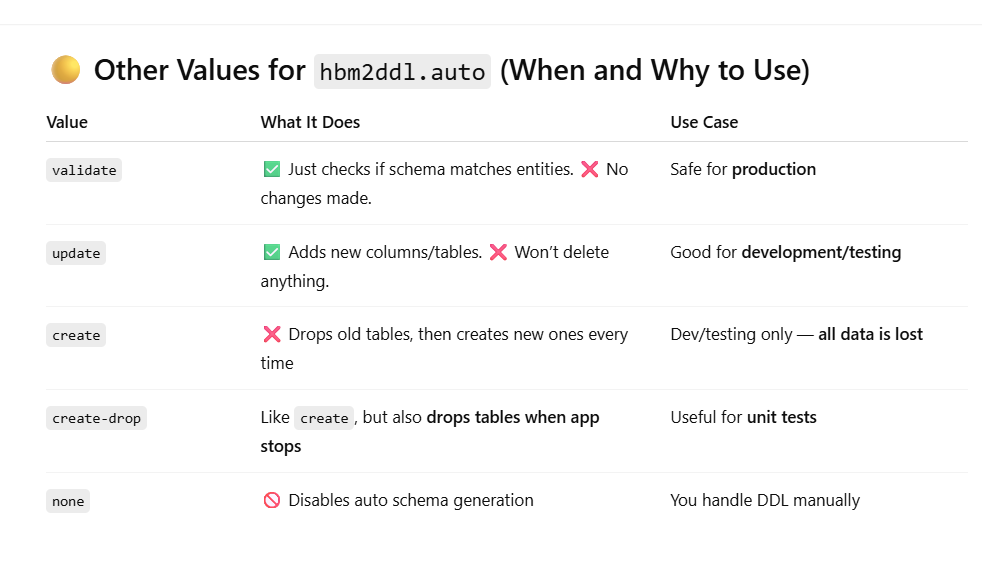 🟡 Other Values for hbm2ddl.auto (When and Why to Use)
Value What It Does Use Case
validate ✅ Just checks if schema matches entities. ❌ No Safe for production
changes made.
update ✅ Adds new columns/tables. ❌ Won’t delete Good for development/testing
anything.
create ❌ Drops old tables, then creates new ones every Dev/testing only — all data is lost
time
create-drop Like create, but also drops tables when app Useful for unit tests
stops
none 🚫 Disables auto schema generation You handle DDL manually